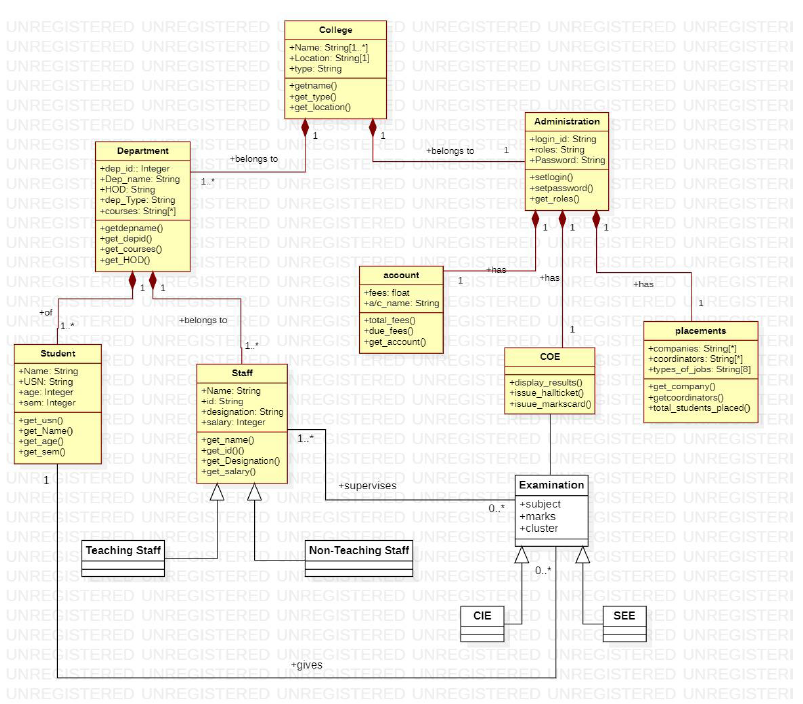 College
+Name: String[1..*]
+Location: String[1]
+type: String
+getname()
+get_type()
+get_location()
1
1
+belongs to
1..*
+belongs to
1
Administration
+login_id: String
+roles: String
+Password: String
+setlogin()
+setpassword()
+get_roles()
1
1
1
Department
+dep_id:: Integer
+Dep_name: String
+HOD: String
+dep_Type: String
+courses: String[*]
+getdepname()
+get_depid()
+get_courses()
+get_HOD()
1
1
+of
1..*
+belongs to
1..*
+has
1
+has
1
+has
1
account
+fees: float
+a/c_name: String
+total_fees()
+due_fees()
+get_account()
COE
+display_results()
+issue_hallticket()
+isuue_markscard()
placements
+companies: String[*]
+coordinators: String[*]
+types_of_jobs: String[8]
+get_company()
+getcoordinators()
+total_students_placed()
Student
+Name: String
+USN: String
+age: Integer
+sem: Integer
+get_usn()
+get_Name()
+get_age()
+get_sem()
1
Staff
+Name: String
+id: String
+designation: String
+salary: Integer
+get_name()
+get_id()()
+get_Designation()
+get_salary()
1..*
+supervises
0..*
Examination
+subject
+marks
+cluster
0..*
Teaching Staff
Non-Teaching Staff
CIE
SEE
+gives
UNREGISTERED